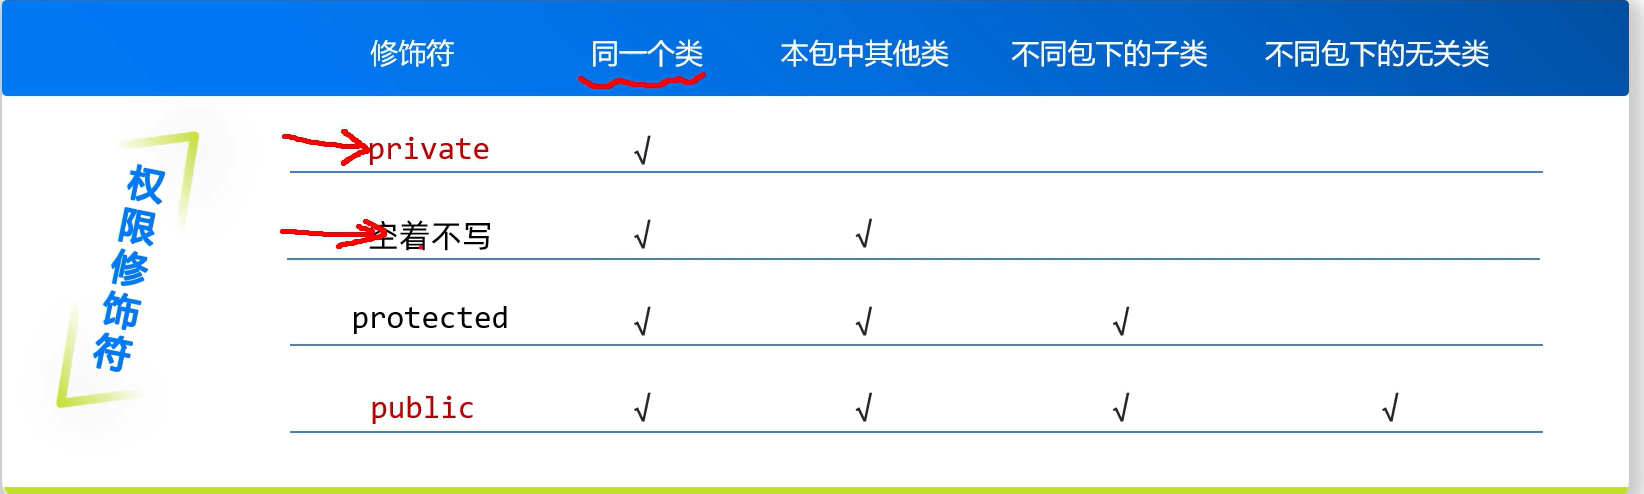 修饰符 同一个类 本包中其他类 不同包下的子类 不同包下的无关类
权限修饰符
private √
空着不写 √ √
protected √ √ √
public √ √ √ √